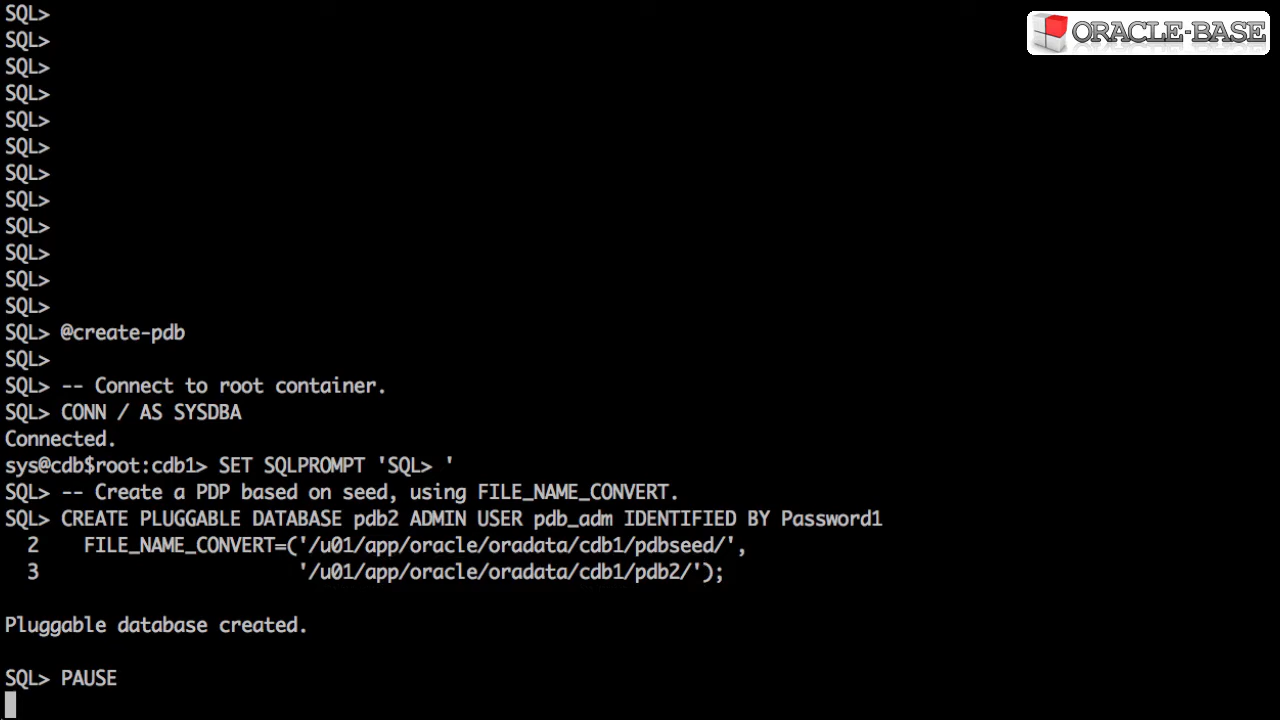 SQL>
ORACLE-BASE
SQL>
SQL>
SQL>
SQL>
SQL>
SQL>
SQL>
SQL>
SQL>
SQL>
SQL>
SQL> @create-pdb
SQL>
SQL> -- Connect to root container.
SQL> CONN / AS SYSDBA
Connected.
sys@cdb$root:cdb1> SET SQLPROMPT 'SQL> '
SQL> -- Create a PDP based on seed, using FILE_NAME_CONVERT.
SQL> CREATE PLUGGABLE DATABASE pdb2 ADMIN USER pdb_adm IDENTIFIED BY Password1
  2    FILE_NAME_CONVERT=('/u01/app/oracle/oradata/cdb1/pdbseed/',
  3                       '/u01/app/oracle/oradata/cdb1/pdb2/');
Pluggable database created.
SQL> PAUSE